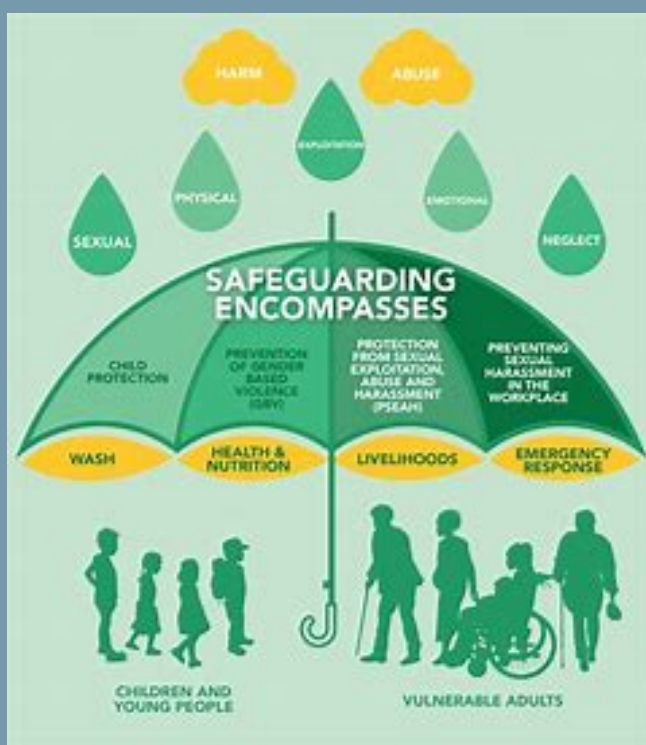 HARM
ABUSE
EXPLOITATION
PHYSICAL
EMOTIONAL
SEXUAL
NEGLECT
SAFEGUARDING
ENCOMPASSES
CHILD
PROTECTION
PREVENTION
OF GENDER
BASED
VIOLENCE
(GBV)
PROTECTION
FROM SEXUAL
EXPLOITATION,
ABUSE AND
HARASSMENT
(PSEAH)
PREVENTING
SEXUAL
HARASSMENT
IN THE
WORKPLACE
WASH
HEALTH &
NUTRITION
LIVELIHOODS
EMERGENCY
RESPONSE
CHILDREN AND
YOUNG PEOPLE
VULNERABLE ADULTS